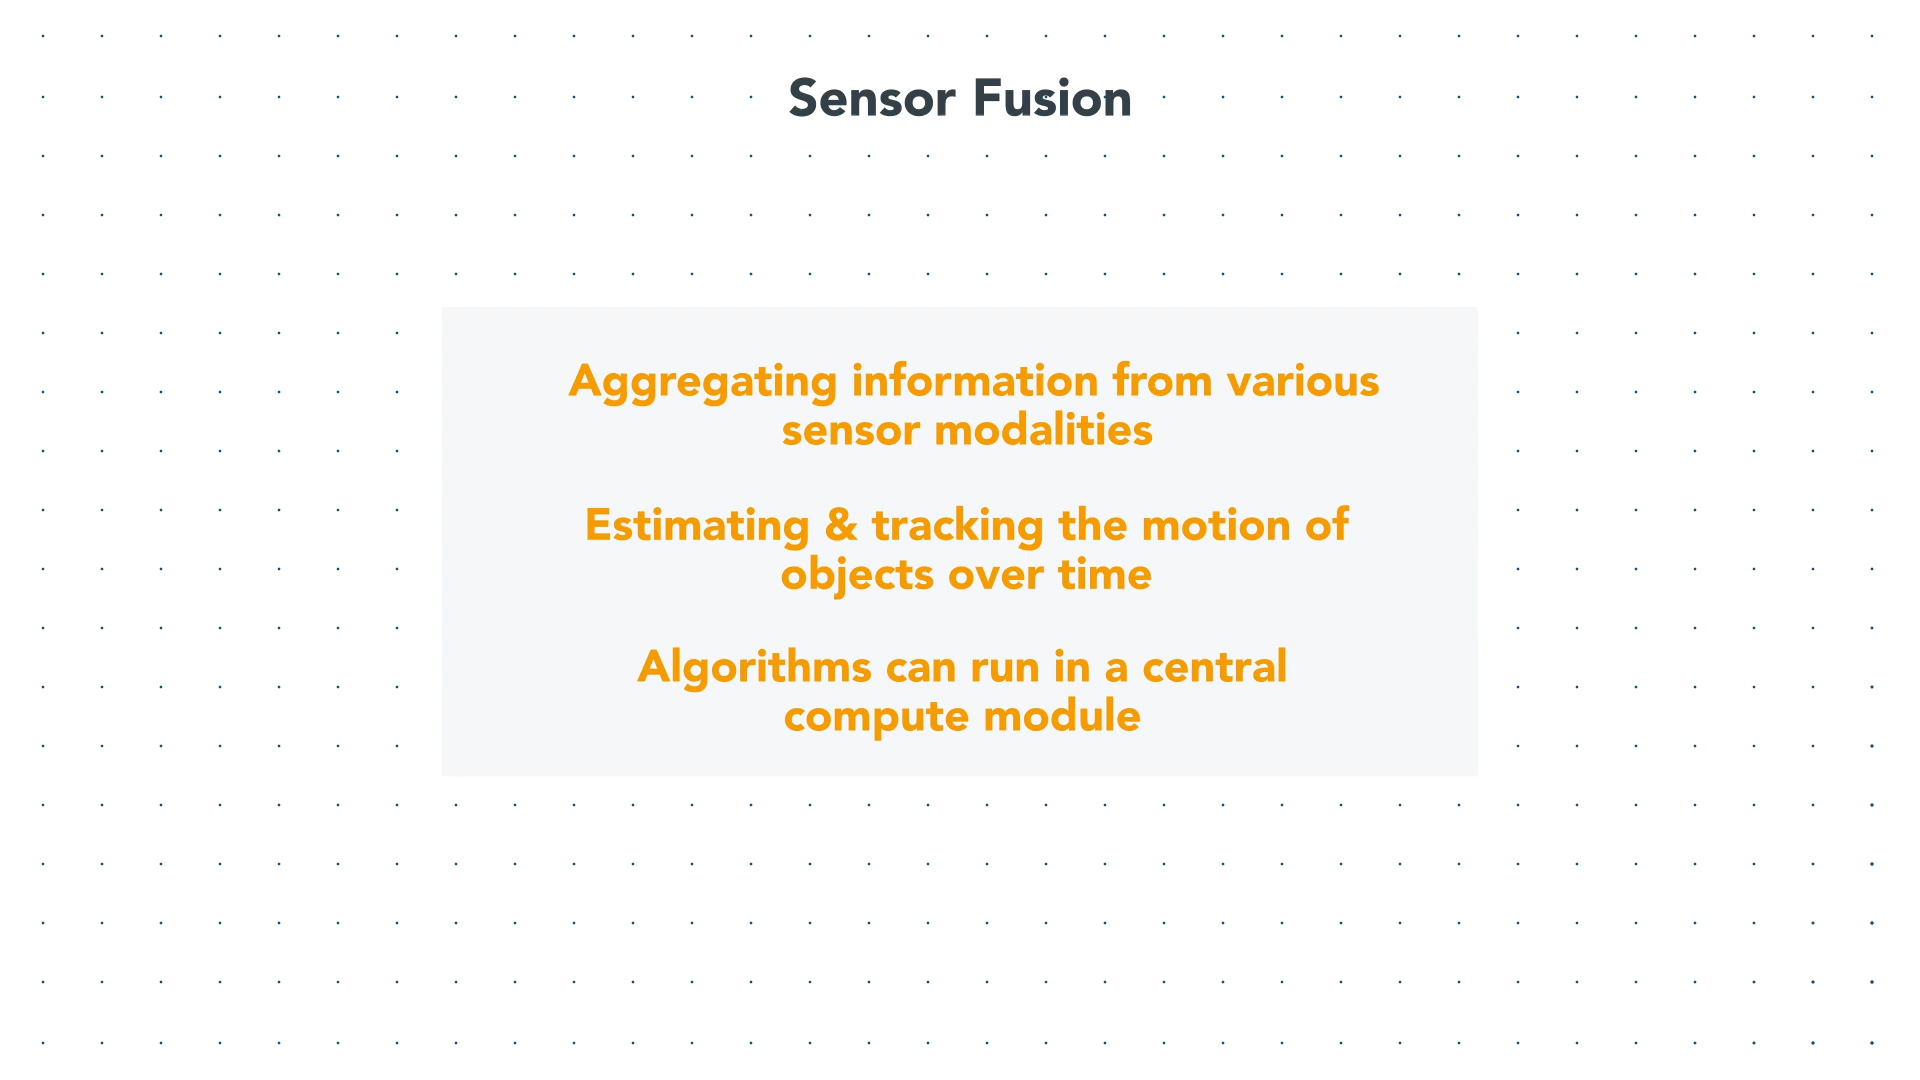 Sensor Fusion
Aggregating information from various
sensor modalities
Estimating & tracking the motion of
objects over time
Algorithms can run in a central
compute module